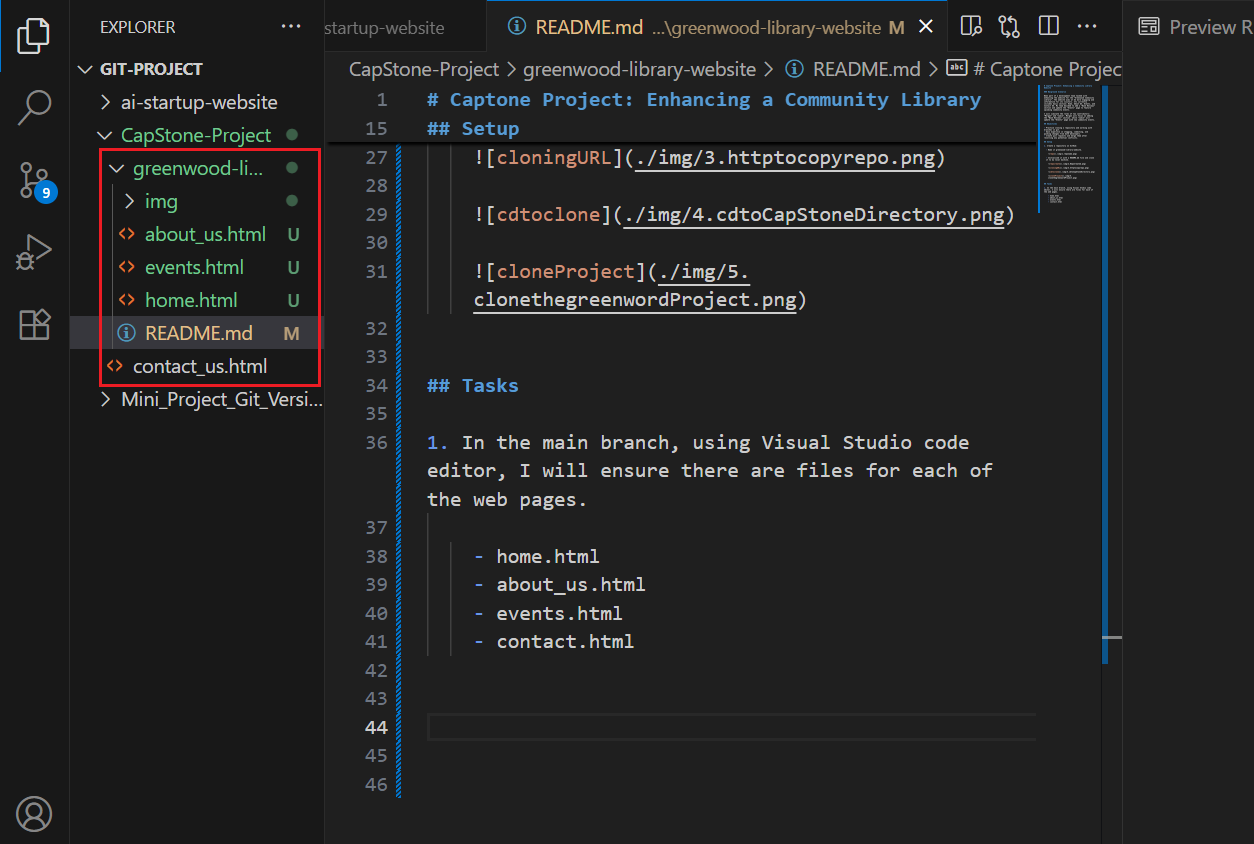 EXPLORER
GIT-PROJECT
ai-startup-website
CapStone-Project
greenwood-li...
img
about_us.html U
events.html U
home.html U
README.md M
contact_us.html
Mini_Project_Git_Versi...
9
startup-website
README.md ...\greenwood-library-website M
Preview R
CapStone-Project > greenwood-library-website > README.md > abc # Captone Projec
1 # Captone Project: Enhancing a Community Library
15 ## Setup
27 ![cloningURL](./img/3.httptocopyrepo.png)
28
29 ![cdtoclone](./img/4.cdtoCapStoneDirectory.png)
30
31 ![cloneProject](./img/5.
clonethegreenwordProject.png)
32
33
34 ## Tasks
35
36 1. In the main branch, using Visual Studio code
editor, I will ensure there are files for each of
the web pages.
37
38 - home.html
39 - about_us.html
40 - events.html
41 - contact.html
42
43
44
45
46